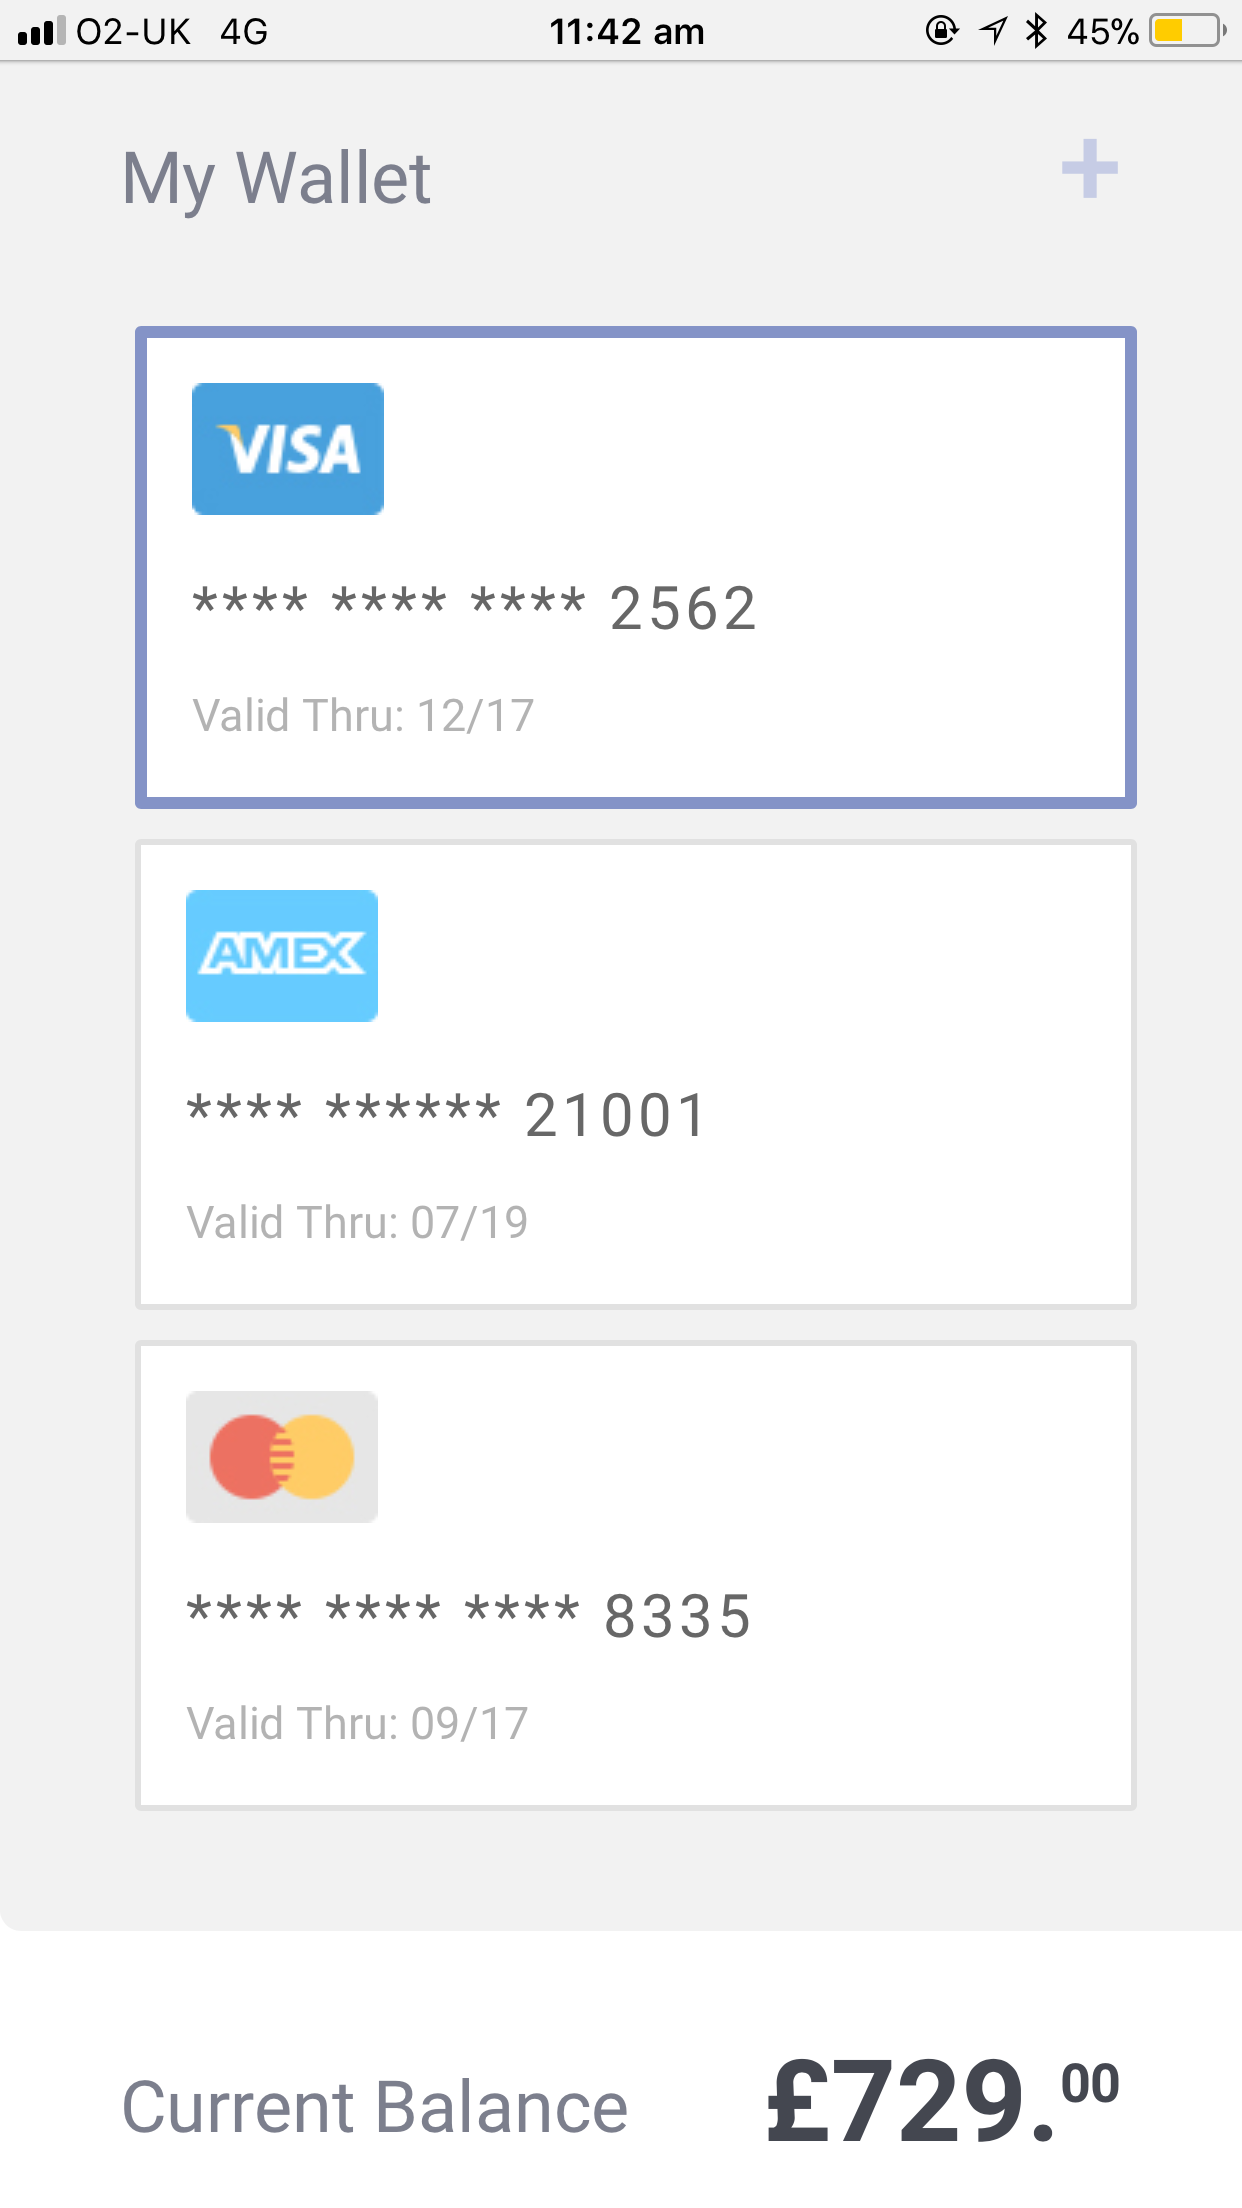 O2-UK 4G 11:42 am 45%
My Wallet
VISA
**** **** **** 2562
Valid Thru: 12/17
AMEX
**** ****** 21001
Valid Thru: 07/19
**** **** **** 8335
Valid Thru: 09/17
Current Balance £729.00